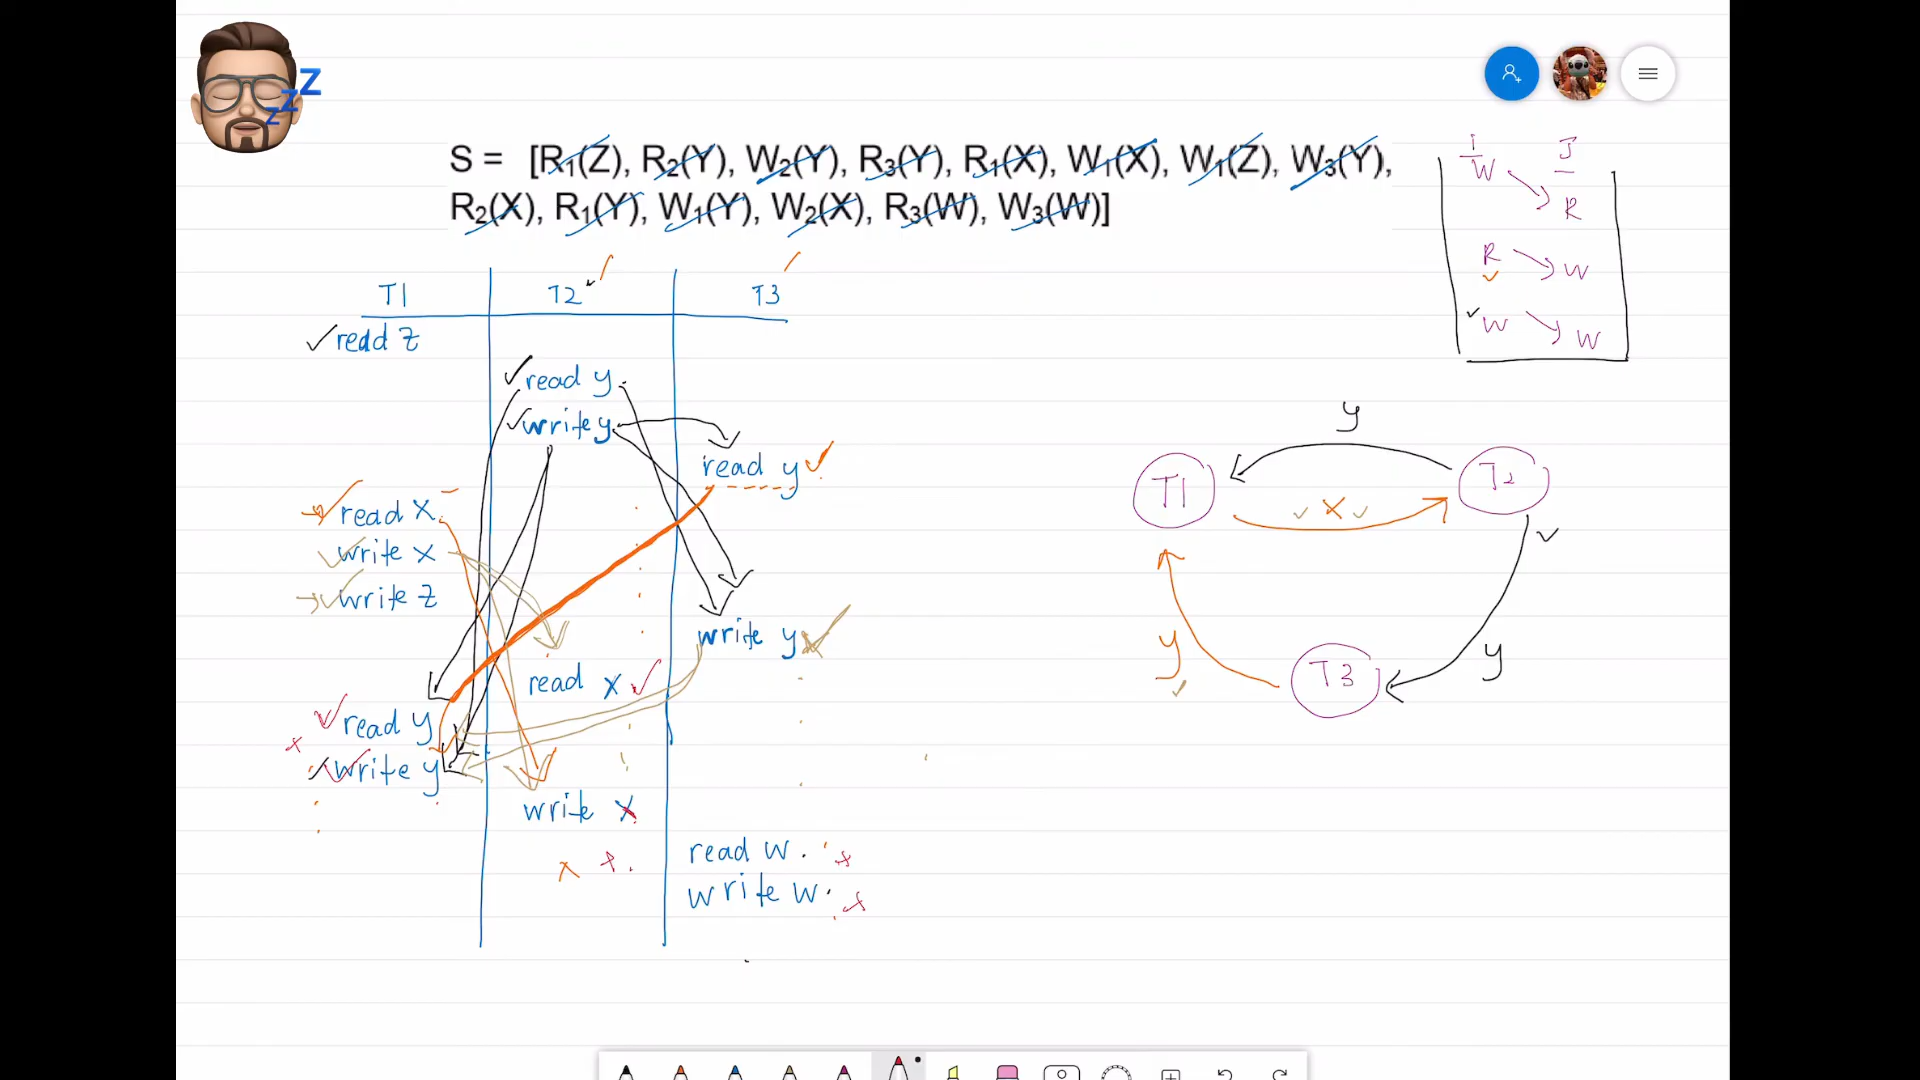 S = [R₁(Z), R₂(Y), W₂(Y), R₃(Y), R₁(X), W₁(X), W₁(Z), W₃(Y),
R₂(X), R₁(Y), W₁(Y), W₂(X), R₃(W), W₃(W)]
I J
W R
R W
W W
T1 T2 T3
read Z
read y
write y
read y
read X
write x
write z
write y
read x
read y
write y
write x
read w
write w
y
T1 T2
x
y
T3
y
z z Z